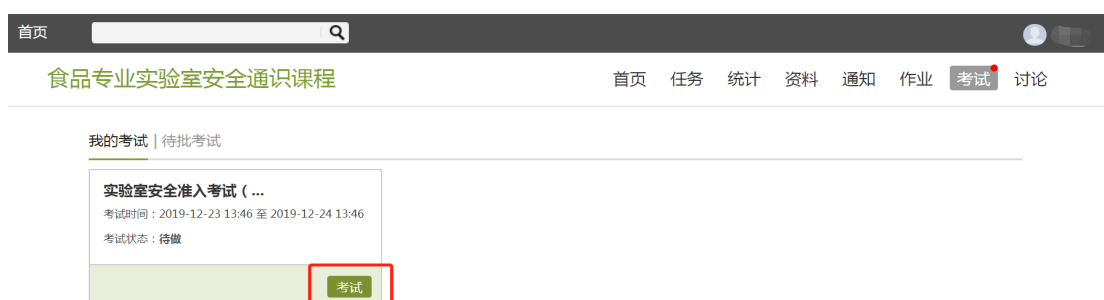 首页
食品专业实验室安全通识课程
首页 任务 统计 资料 通知 作业 考试 讨论
我的考试 | 待批考试
实验室安全准入考试（...
考试时间：2019-12-23 13:46 至 2019-12-24 13:46
考试状态：待做
考试